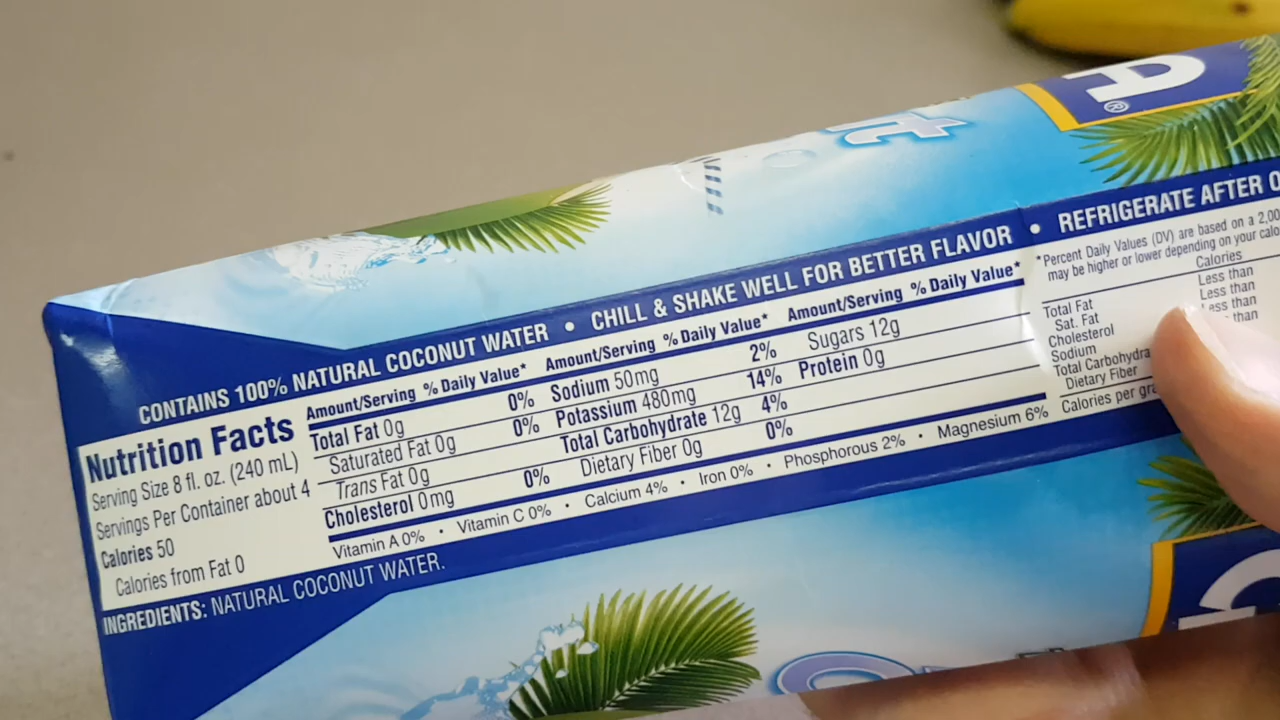 CONTAINS 100% NATURAL COCONUT WATER • CHILL & SHAKE WELL FOR BETTER FLAVOR • REFRIGERATE AFTER
Nutrition Facts
Serving Size 8 fl. oz. (240 mL)
Servings Per Container about 4
Calories 50
Calories from Fat 0
Amount/Serving % Daily Value*
Total Fat 0g 0%
Saturated Fat 0g 0%
Trans Fat 0g
Cholesterol 0mg 0%
Amount/Serving % Daily Value*
Sodium 50mg 2%
Potassium 480mg 14%
Total Carbohydrate 12g 4%
Dietary Fiber 0g 0%
Amount/Serving % Daily Value*
Sugars 12g
Protein 0g
Vitamin A 0% • Vitamin C 0% • Calcium 4% • Iron 0% • Phosphorous 2% • Magnesium 6%
*Percent Daily Values (DV) are based on a 2,00
may be higher or lower depending on your calo
Calories
Total Fat Less than
Sat. Fat Less than
Cholesterol Less than
Sodium than
Total Carbohydra
Dietary Fiber
Calories per gra
INGREDIENTS: NATURAL COCONUT WATER.
A®